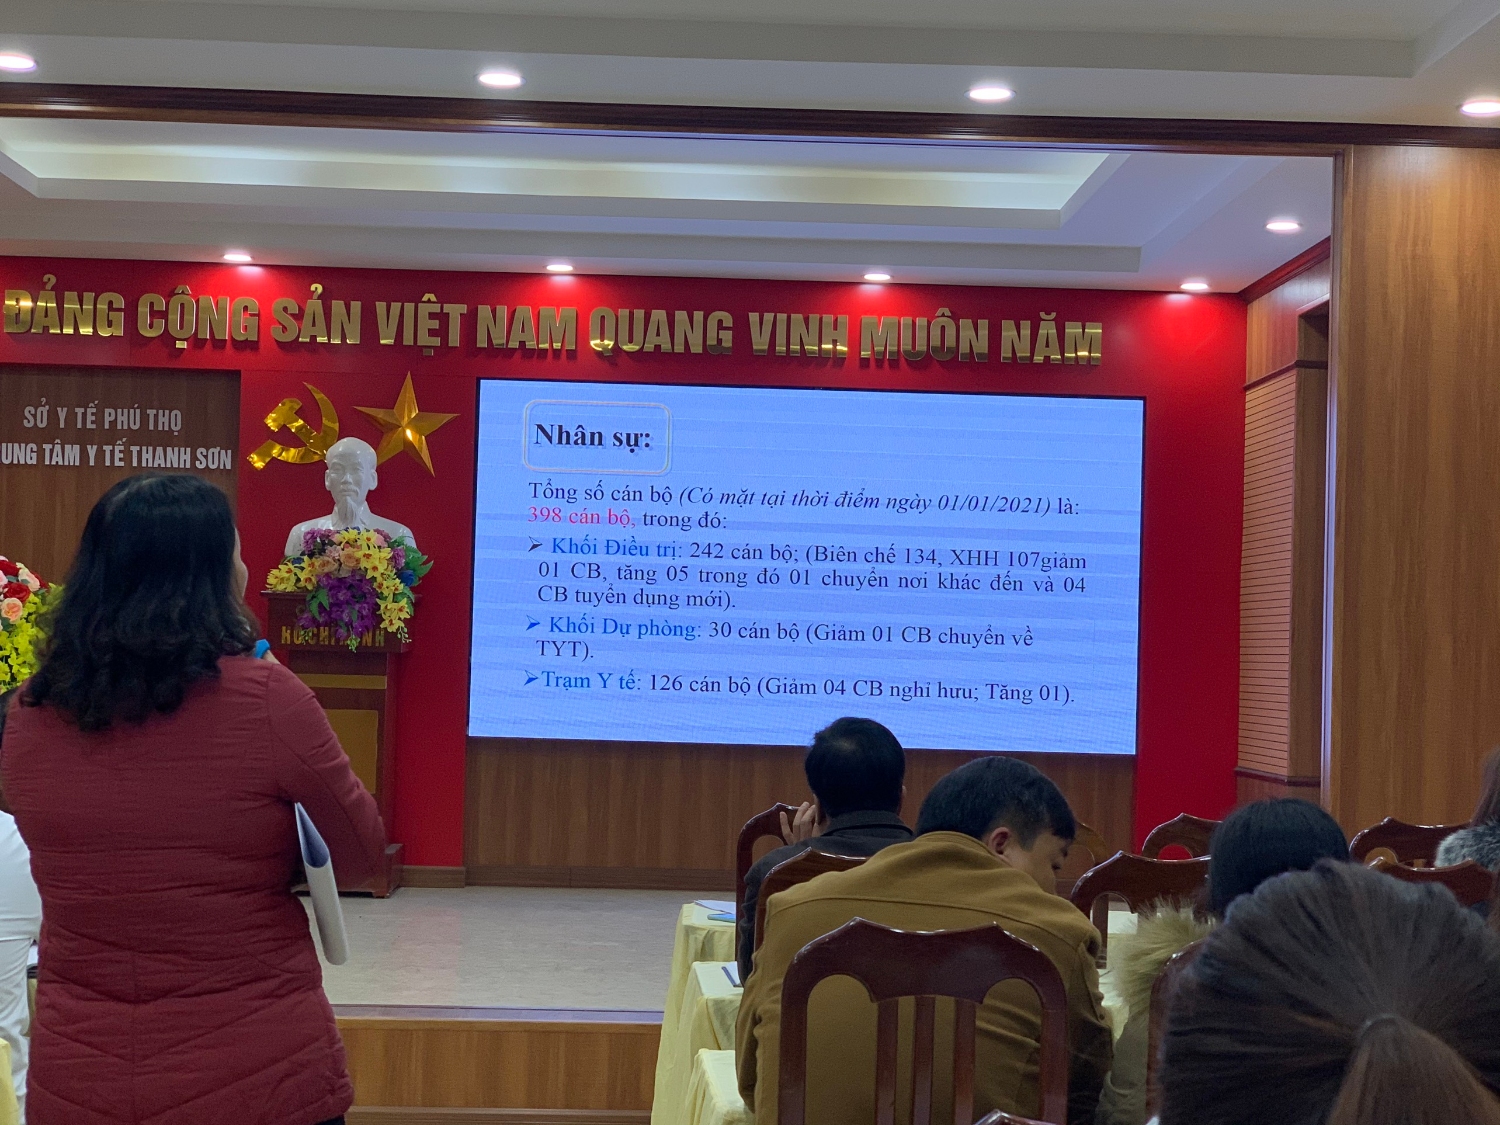 ĐẢNG CỘNG SẢN VIỆT NAM QUANG VINH MUÔN NĂM
SỞ Y TẾ PHÚ THỌ
UNG TÂM Y TẾ THANH SƠN
Nhân sự:
Tổng số cán bộ (Có mặt tại thời điểm ngày 01/01/2021) là:
398 cán bộ, trong đó:
➢ Khối Điều trị: 242 cán bộ; (Biên chế 134, XHH 107giảm
01 CB, tăng 05 trong đó 01 chuyển nơi khác đến và 04
CB tuyển dụng mới).
➢ Khối Dự phòng: 30 cán bộ (Giảm 01 CB chuyển về
TYT).
➢Trạm Y tế: 126 cán bộ (Giảm 04 CB nghỉ hưu; Tăng 01).
HỒ CHÍ MINH